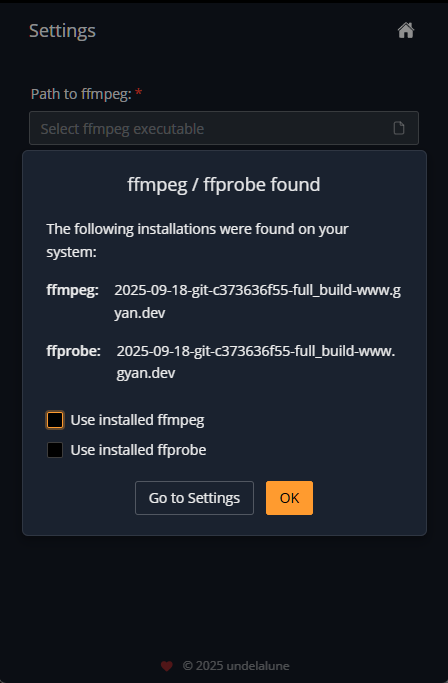 Settings
Path to ffmpeg: *
Select ffmpeg executable
ffmpeg / ffprobe found
The following installations were found on your
system:
ffmpeg: 2025-09-18-git-c373636f55-full_build-www.g
yan.dev
ffprobe: 2025-09-18-git-c373636f55-full_build-www.
gyan.dev
Use installed ffmpeg
Use installed ffprobe
Go to Settings OK
© 2025 undelalune